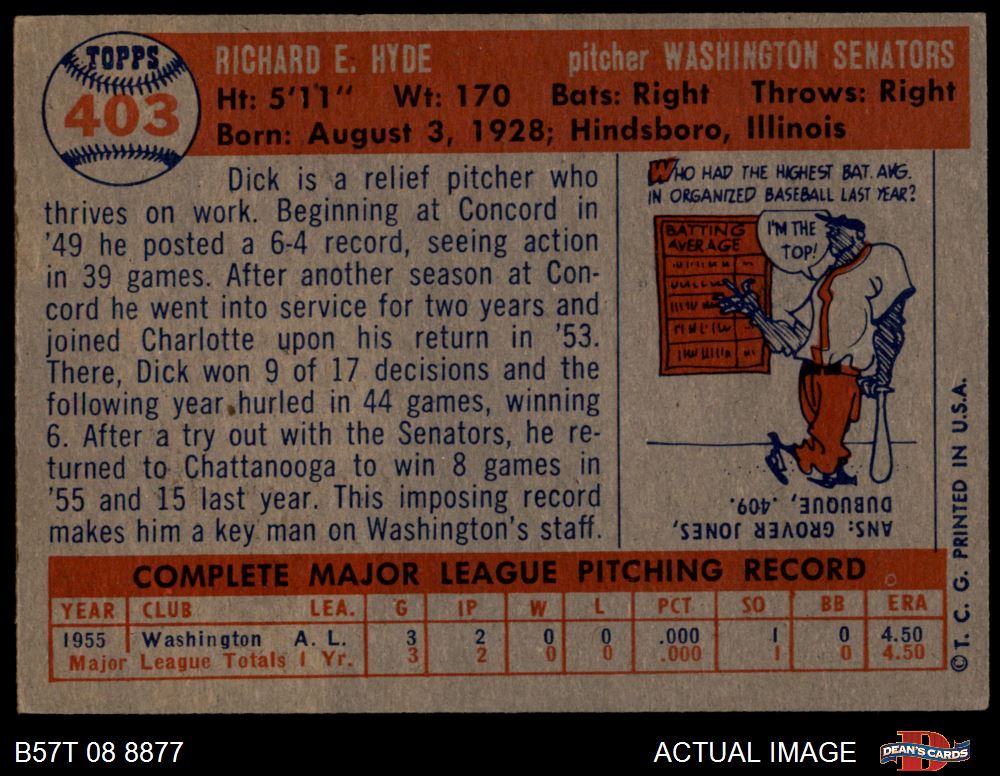 TOPPS
403
RICHARD E. HYDE
pitcher WASHINGTON SENATORS
Ht: 5'11" Wt: 170 Bats: Right Throws: Right
Born: August 3, 1928; Hindsboro, Illinois
Dick is a relief pitcher who
thrives on work. Beginning at Concord in
'49 he posted a 6-4 record, seeing action
in 39 games. After another season at Con-
cord he went into service for two years and
joined Charlotte upon his return in '53.
There, Dick won 9 of 17 decisions and the
following year hurled in 44 games, winning
6. After a try out with the Senators, he re-
turned to Chattanooga to win 8 games in
'55 and 15 last year. This imposing record
makes him a key man on Washington's staff.
WHO HAD THE HIGHEST BAT. AVG.
IN ORGANIZED BASEBALL LAST YEAR?
BATTING
AVERAGE
I'M THE
TOP!
ANS: GROVER JONES,
DUBUQUE, .409.
COMPLETE MAJOR LEAGUE PITCHING RECORD
YEAR CLUB LEA. G IP W L PCT SO BB ERA
1955 Washington A. L. 3 2 0 0 .000 1 0 4.50
Major League Totals 1 Yr. 3 2 0 0 .000 1 0 4.50
© T. C. G. PRINTED IN U.S.A.
B57T 08 8877
ACTUAL IMAGE
D
DEAN'S CARDS